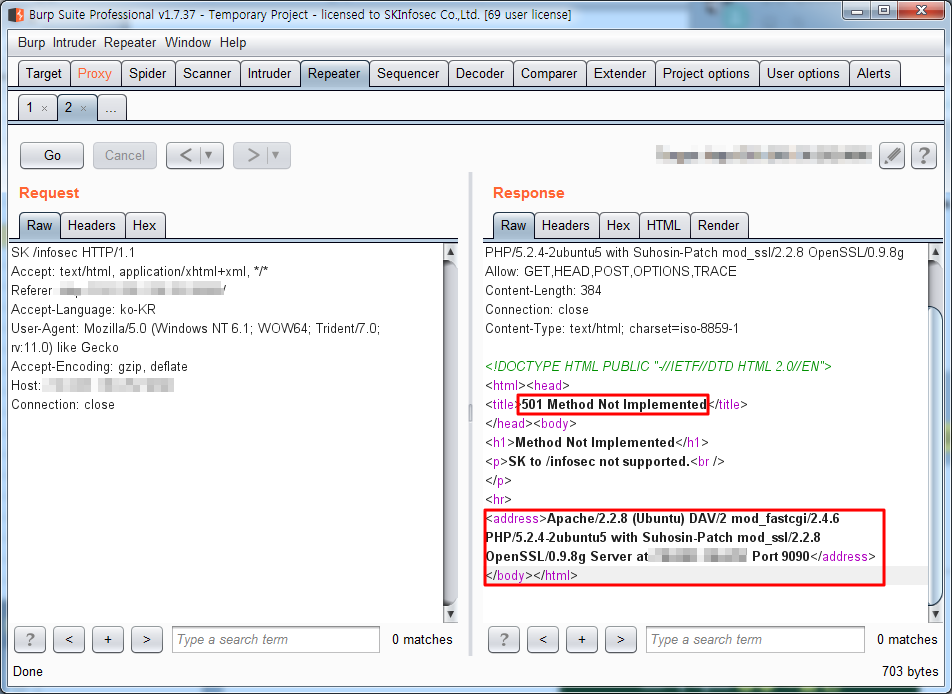 Burp Suite Professional v1.7.37 - Temporary Project - licensed to SKInfosec Co.,Ltd. [69 user license]
Burp Intruder Repeater Window Help
Target Proxy Spider Scanner Intruder Repeater Sequencer Decoder Comparer Extender Project options User options Alerts
1 × 2 × ...
Go Cancel < | ▼ > | ▼ ?
Request
Raw Headers Hex
SK /infosec HTTP/1.1
Accept: text/html, application/xhtml+xml, */*
Referer /
Accept-Language: ko-KR
User-Agent: Mozilla/5.0 (Windows NT 6.1; WOW64; Trident/7.0;
rv:11.0) like Gecko
Accept-Encoding: gzip, deflate
Host:
Connection: close
? < + > Type a search term 0 matches
Response
Raw Headers Hex HTML Render
PHP/5.2.4-2ubuntu5 with Suhosin-Patch mod_ssl/2.2.8 OpenSSL/0.9.8g
Allow: GET,HEAD,POST,OPTIONS,TRACE
Content-Length: 384
Connection: close
Content-Type: text/html; charset=iso-8859-1
<!DOCTYPE HTML PUBLIC "-//IETF//DTD HTML 2.0//EN">
<html><head>
<title>501 Method Not Implemented</title>
</head><body>
<h1>Method Not Implemented</h1>
<p>SK to /infosec not supported.<br />
</p>
<hr>
<address>Apache/2.2.8 (Ubuntu) DAV/2 mod_fastcgi/2.4.6
PHP/5.2.4-2ubuntu5 with Suhosin-Patch mod_ssl/2.2.8
OpenSSL/0.9.8g Server at Port 9090</address>
</body></html>
? < + > Type a search term 0 matches
Done 703 bytes